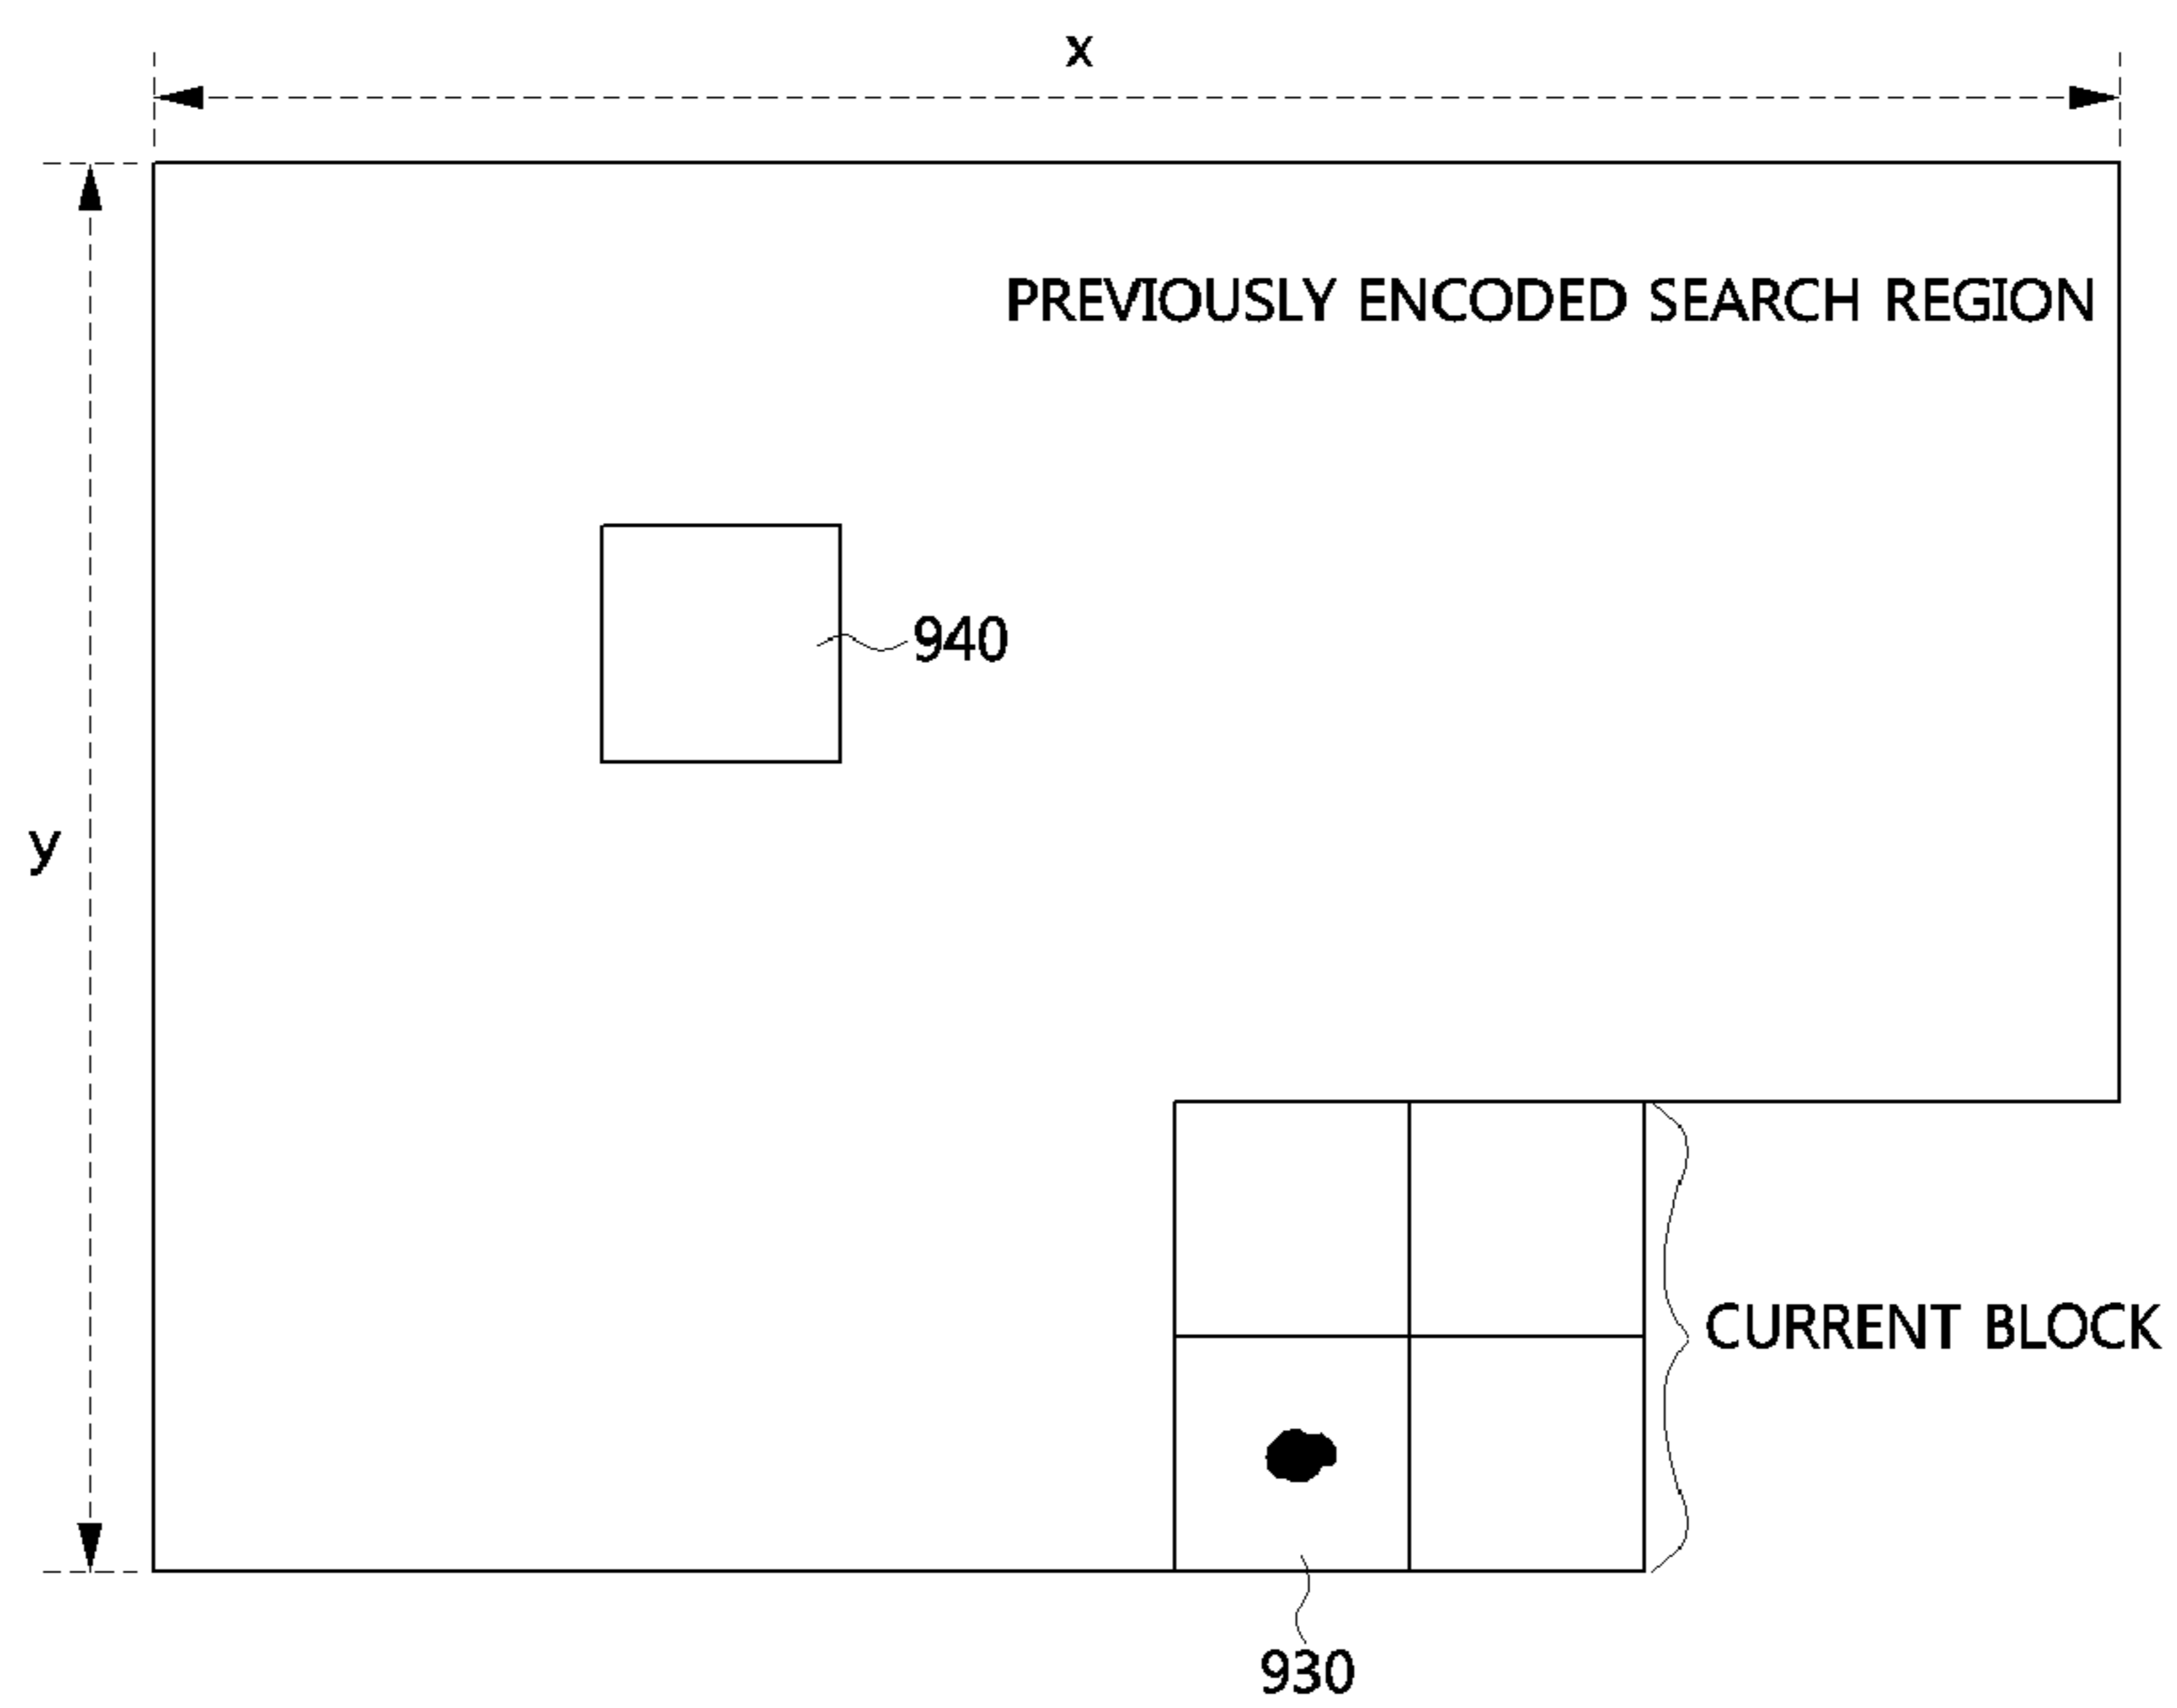 x
PREVIOUSLY ENCODED SEARCH REGION
940
y
CURRENT BLOCK
930